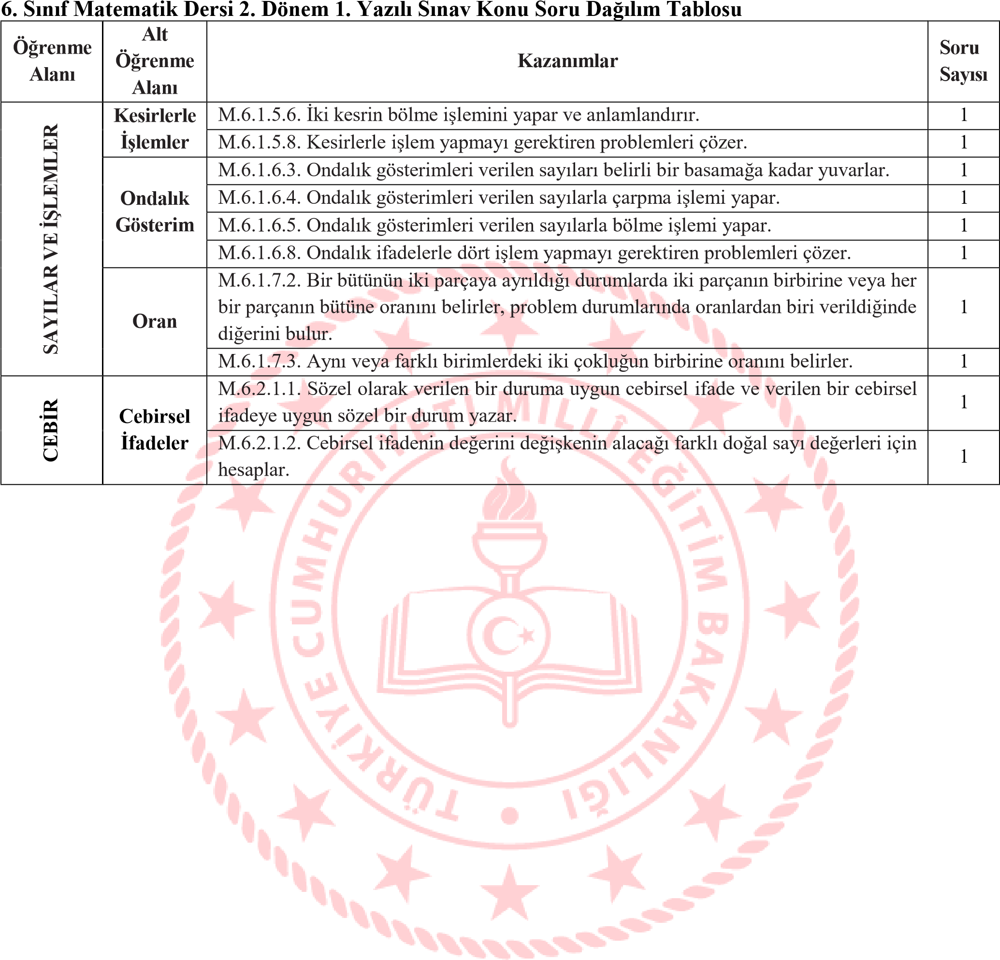 6. Sınıf Matematik Dersi 2. Dönem 1. Yazılı Sınav Konu Soru Dağılım Tablosu
Öğrenme
Alanı
Alt
Öğrenme
Alanı
Kazanımlar
Soru
Sayısı
SAYILAR VE İŞLEMLER
Kesirlerle
İşlemler
M.6.1.5.6. İki kesrin bölme işlemini yapar ve anlamlandırır.
1
M.6.1.5.8. Kesirlerle işlem yapmayı gerektiren problemleri çözer.
1
Ondalık
Gösterim
M.6.1.6.3. Ondalık gösterimleri verilen sayıları belirli bir basamağa kadar yuvarlar.
1
M.6.1.6.4. Ondalık gösterimleri verilen sayılarla çarpma işlemi yapar.
1
M.6.1.6.5. Ondalık gösterimleri verilen sayılarla bölme işlemi yapar.
1
M.6.1.6.8. Ondalık ifadelerle dört işlem yapmayı gerektiren problemleri çözer.
1
Oran
M.6.1.7.2. Bir bütünün iki parçaya ayrıldığı durumlarda iki parçanın birbirine veya her
bir parçanın bütüne oranını belirler, problem durumlarında oranlardan biri verildiğinde
diğerini bulur.
1
M.6.1.7.3. Aynı veya farklı birimlerdeki iki çokluğun birbirine oranını belirler.
1
CEBİR
Cebirsel
İfadeler
M.6.2.1.1. Sözel olarak verilen bir duruma uygun cebirsel ifade ve verilen bir cebirsel
ifadeye uygun sözel bir durum yazar.
1
M.6.2.1.2. Cebirsel ifadenin değerini değişkenin alacağı farklı doğal sayı değerleri için
hesaplar.
1
TÜRKİYE CUMHURİYETİ MİLLÎ EĞİTİM BAKANLIĞI